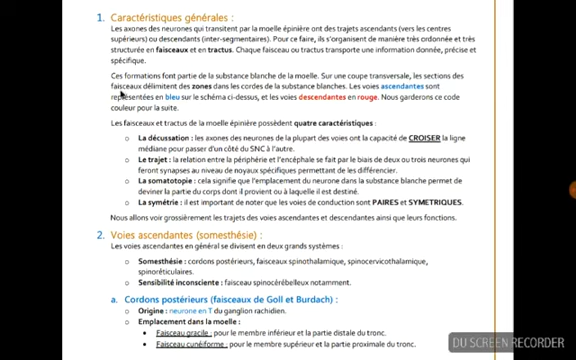 1. Caractéristiques générales :
Les axones des neurones qui transitent par la moelle épinière ont des trajets ascendants (vers les centres
supérieurs) ou descendants (inter-segmentaires). Pour ce faire, ils s'organisent de manière très ordonnée et très
structurée en faisceaux et en tractus. Chaque faisceau ou tractus transporte une information donnée, précise et
spécifique.
Ces formations font partie de la substance blanche de la moelle. Sur une coupe transversale, les sections des
faisceaux délimitent des zones dans les cordes de la substance blanches. Les voies ascendantes sont
représentées en bleu sur le schéma ci-dessus, et les voies descendantes en rouge. Nous garderons ce code
couleur pour la suite.
Les faisceaux et tractus de la moelle épinière possèdent quatre caractéristiques :
o La décussation : les axones des neurones de la plupart des voies ont la capacité de CROISER la ligne
médiane pour passer d'un côté du SNC à l'autre.
o Le trajet : la relation entre la périphérie et l'encéphale se fait par le biais de deux ou trois neurones qui
feront synapses au niveau de noyaux spécifiques permettant de les différencier.
o La somatotopie : cela signifie que l'emplacement du neurone dans la substance blanche permet de
deviner la partie du corps dont il provient ou à laquelle il est destiné.
o La symétrie : il est important de noter que les voies de conduction sont PAIRES et SYMETRIQUES.
Nous allons voir grossièrement les trajets des voies ascendantes et descendantes ainsi que leurs fonctions.
2. Voies ascendantes (somesthésie) :
Les voies ascendantes en général se divisent en deux grands systèmes :
o Somesthésie : cordons postérieurs, faisceaux spinothalamique, spinocervicothalamique,
spinoréticulaires.
o Sensibilité inconsciente : faisceau spinocérébelleux notamment.
a. Cordons postérieurs (faisceaux de Goll et Burdach) :
o Origine : neurone en T du ganglion rachidien.
o Emplacement dans la moelle :
• Faisceau gracile : pour le membre inférieur et la partie distale du tronc.
• Faisceau cunéiforme : pour le membre supérieur et la partie proximale du tronc.
DU SCREEN RECORDER